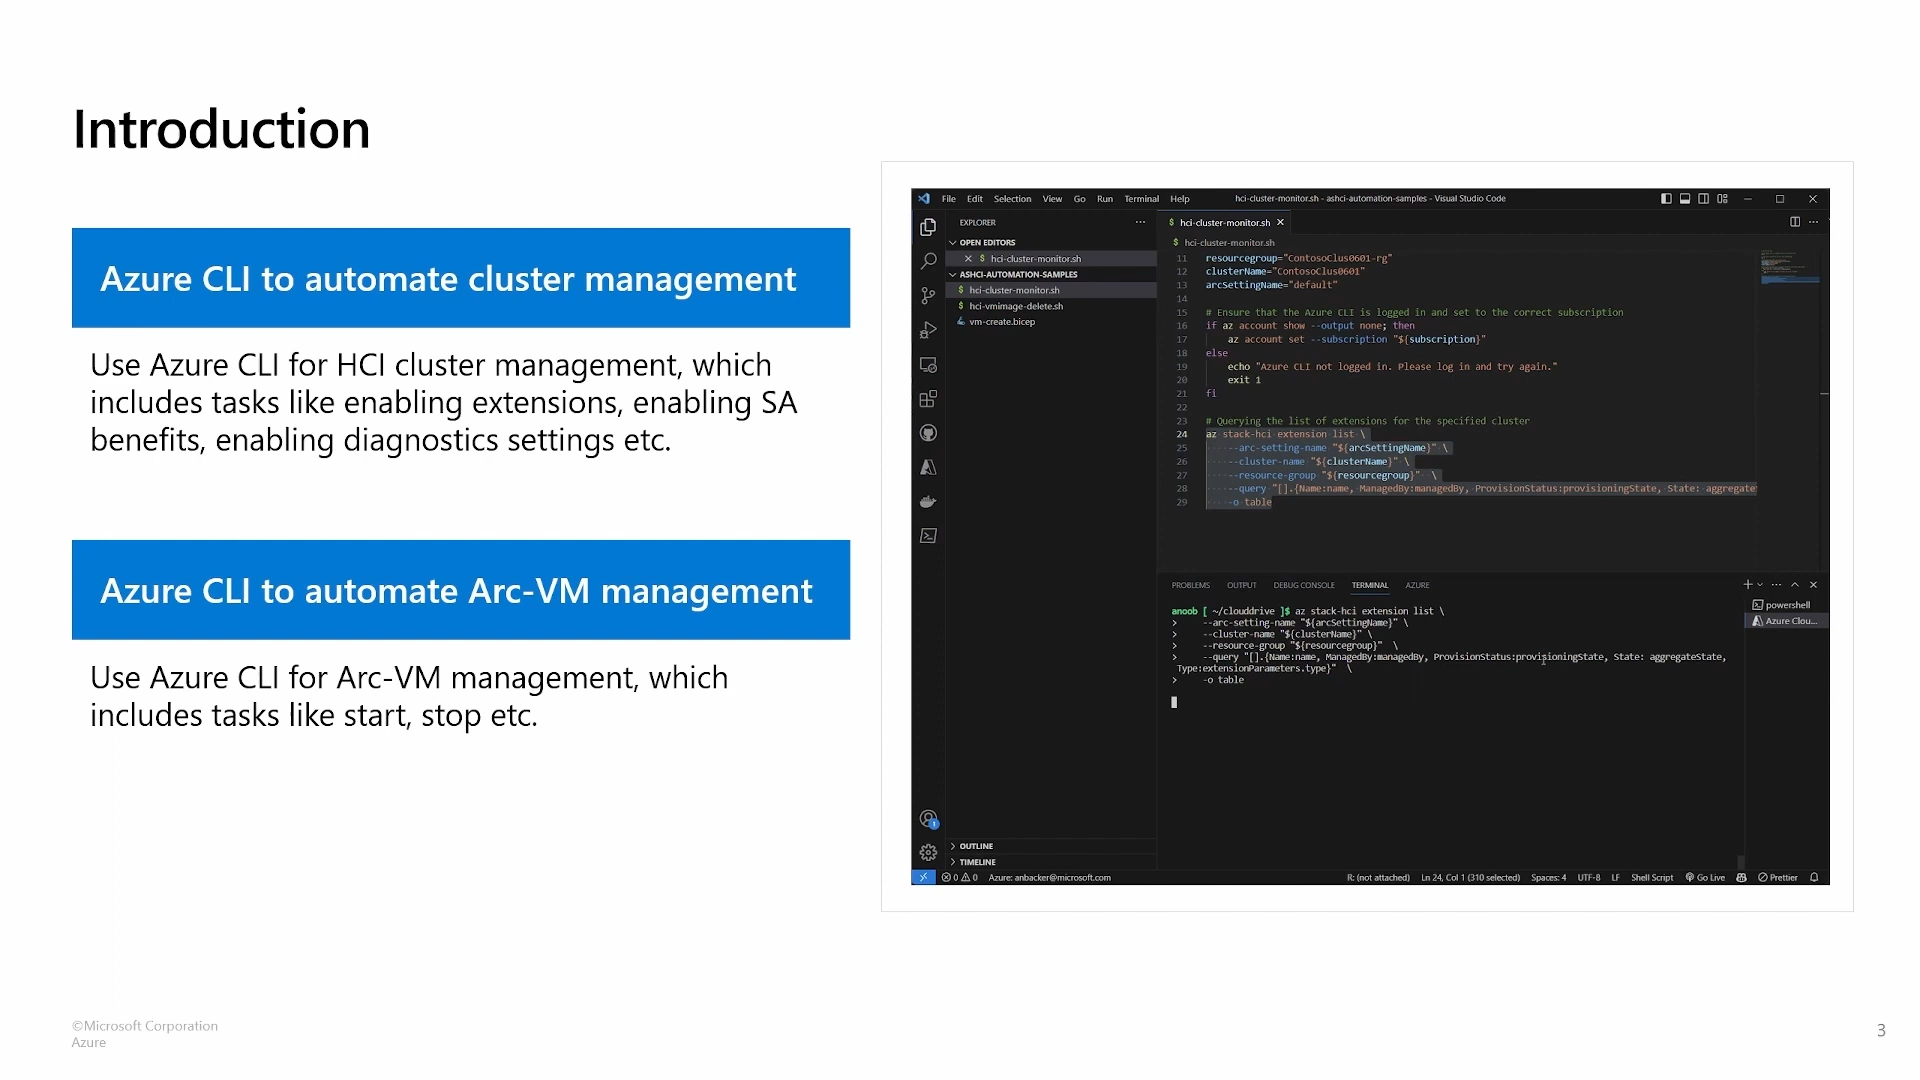 Introduction
Azure CLI to automate cluster management
Use Azure CLI for HCI cluster management, which
includes tasks like enabling extensions, enabling SA
benefits, enabling diagnostics settings etc.
Azure CLI to automate Arc-VM management
Use Azure CLI for Arc-VM management, which
includes tasks like start, stop etc.
File Edit Selection View Go Run Terminal Help hci-cluster-monitor.sh - ashci-automation-samples - Visual Studio Code
EXPLORER
OPEN EDITORS
hci-cluster-monitor.sh
ASHCI-AUTOMATION-SAMPLES
$ hci-cluster-monitor.sh
$ hci-vmimage-delete.sh
vm-create.bicep
OUTLINE
TIMELINE
$ hci-cluster-monitor.sh
$ hci-cluster-monitor.sh
11 resourcegroup="ContosoClus0601-rg"
12 clusterName="ContosoClus0601"
13 arcSettingName="default"
14
15 # Ensure that the Azure CLI is logged in and set to the correct subscription
16 if az account show --output none; then
17 az account set --subscription "${subscription}"
18 else
19 echo "Azure CLI not logged in. Please log in and try again."
20 exit 1
21 fi
22
23 # Querying the list of extensions for the specified cluster
24 az stack-hci extension list \
25 --arc-setting-name "${arcSettingName}" \
26 --cluster-name "${clusterName}" \
27 --resource-group "${resourcegroup}" \
28 --query "[].{Name:name, ManagedBy:managedBy, ProvisionStatus:provisioningState, State: aggregate
29 -o table
PROBLEMS OUTPUT DEBUG CONSOLE TERMINAL AZURE
anoob [ ~/clouddrive ]$ az stack-hci extension list \
> --arc-setting-name "${arcSettingName}" \
> --cluster-name "${clusterName}" \
> --resource-group "${resourcegroup}" \
> --query "[].{Name:name, ManagedBy:managedBy, ProvisionStatus:provisioningState, State: aggregateState,
Type:extensionParameters.type}" \
> -o table
powershell
Azure Clou...
0 0 Azure: anbacker@microsoft.com R: (not attached) Ln 24, Col 1 (310 selected) Spaces: 4 UTF-8 LF Shell Script Go Live Prettier
©Microsoft Corporation
Azure
3